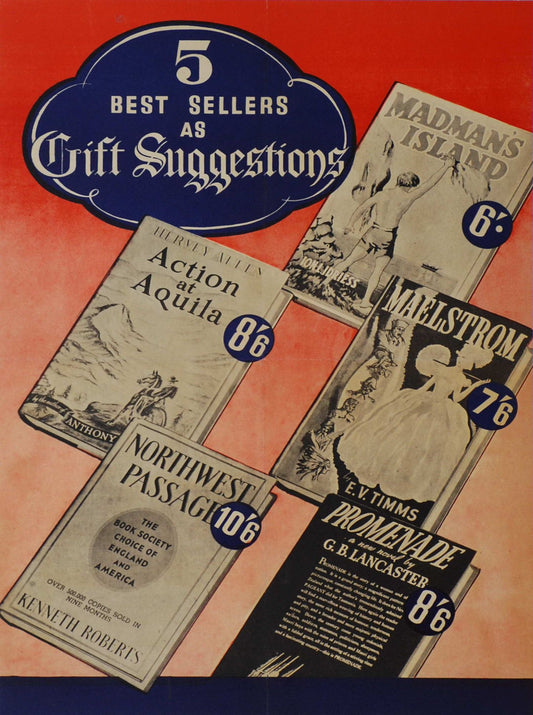 5
BEST SELLERS
AS
Gift Suggestions
MADMAN'S
ISLAND
6'•
HERVEY ALLEN
Action
at
Aquila
8'6
ANTHONY
MAELSTROM
7'6
E.V. TIMMS
NORTHWEST
PASSAGE
10'6
THE
BOOK SOCIETY
CHOICE OF
ENGLAND
AND
AMERICA
OVER 500,000 COPIES SOLD IN
NINE MONTHS
KENNETH ROBERTS
PROMENADE
a new novel by
G.B. LANCASTER
8'6